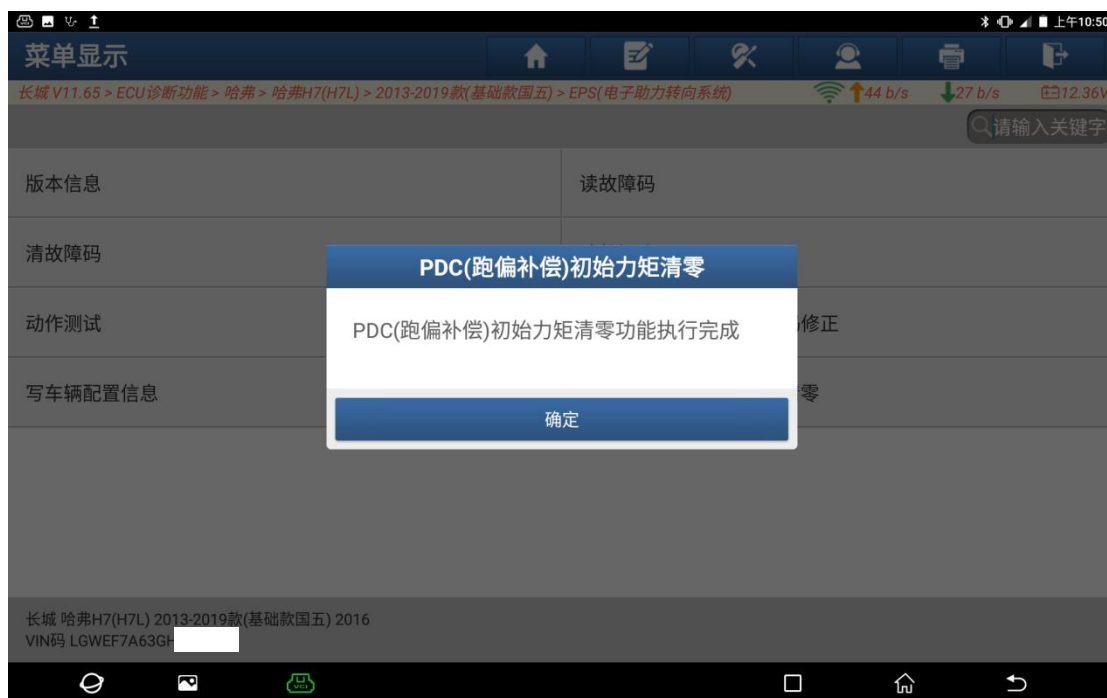 上午10:50
菜单显示
长城 V11.65 > ECU诊断功能 > 哈弗 > 哈弗H7(H7L) > 2013-2019款(基础款国五) > EPS(电子助力转向系统)
44 b/s
27 b/s
12.36V
请输入关键字
版本信息
读故障码
清故障码
PDC(跑偏补偿)初始力矩清零
动作测试
修正
PDC(跑偏补偿)初始力矩清零功能执行完成
写车辆配置信息
零
确定
长城 哈弗H7(H7L) 2013-2019款(基础款国五) 2016
VIN码 LGWEF7A63GH
VCI